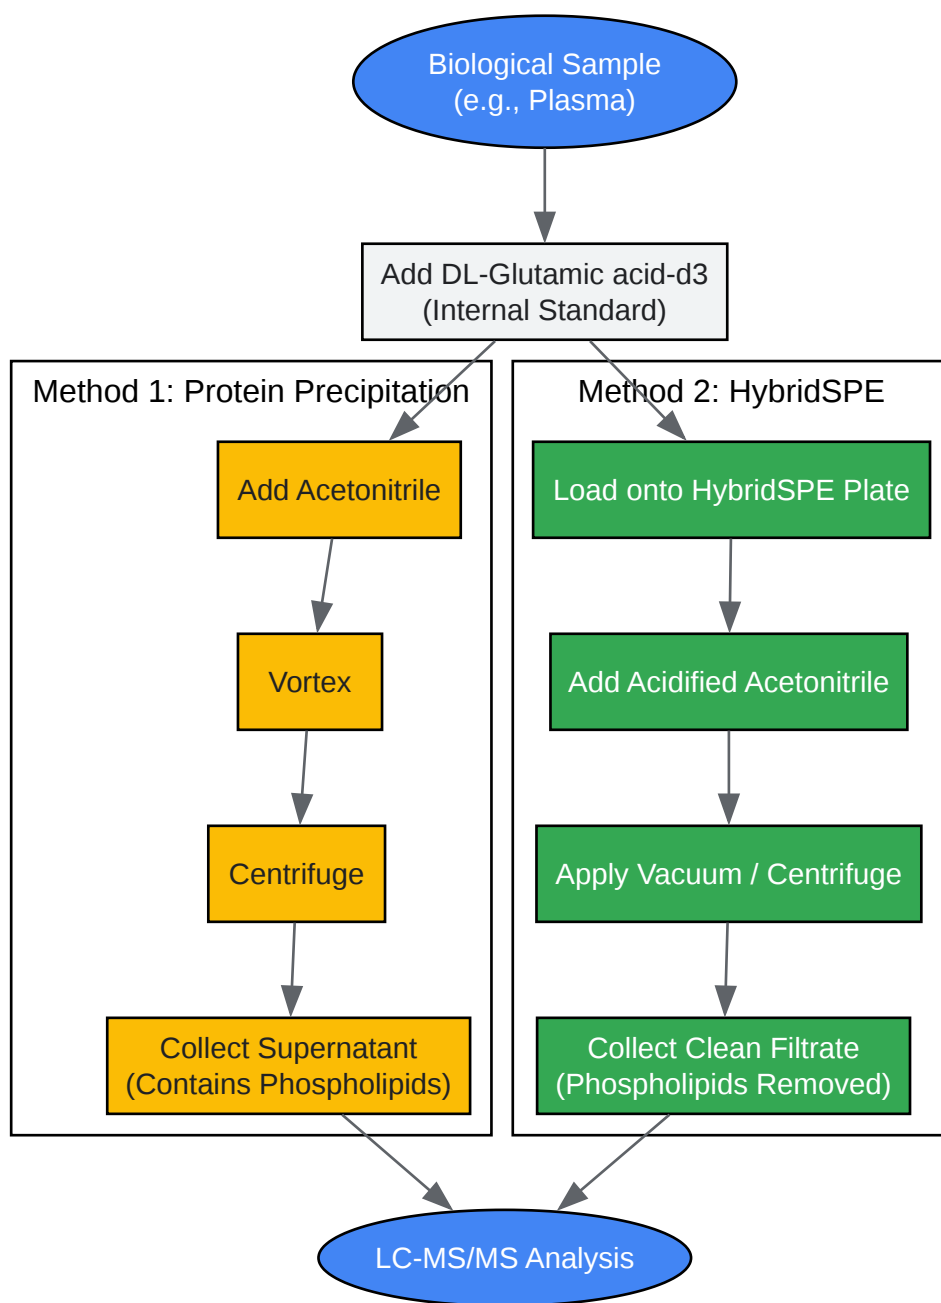 Biological Sample
(e.g., Plasma)
Add DL-Glutamic acid-d3
(Internal Standard)
Method 1: Protein Precipitation
Add Acetonitrile
Vortex
Centrifuge
Collect Supernatant
(Contains Phospholipids)
Method 2: HybridSPE
Load onto HybridSPE Plate
Add Acidified Acetonitrile
Apply Vacuum / Centrifuge
Collect Clean Filtrate
(Phospholipids Removed)
LC-MS/MS Analysis